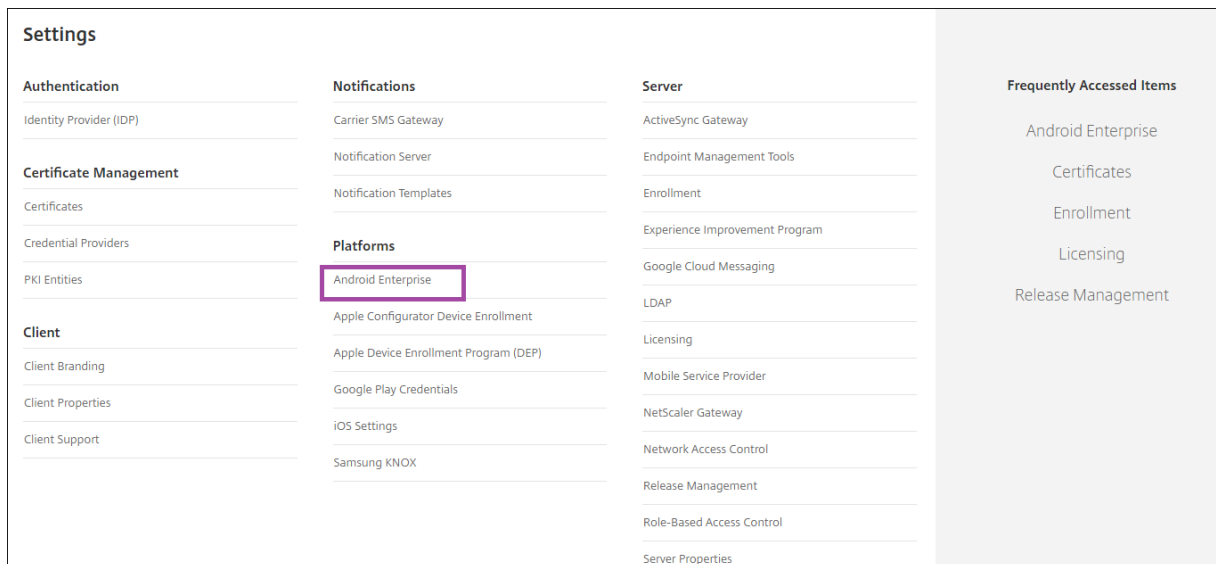 Settings
Authentication
Identity Provider (IDP)
Certificate Management
Certificates
Credential Providers
PKI Entities
Client
Client Branding
Client Properties
Client Support
Notifications
Carrier SMS Gateway
Notification Server
Notification Templates
Platforms
Android Enterprise
Apple Configurator Device Enrollment
Apple Device Enrollment Program (DEP)
Google Play Credentials
iOS Settings
Samsung KNOX
Server
ActiveSync Gateway
Endpoint Management Tools
Enrollment
Experience Improvement Program
Google Cloud Messaging
LDAP
Licensing
Mobile Service Provider
NetScaler Gateway
Network Access Control
Release Management
Role-Based Access Control
Server Properties
Frequently Accessed Items
Android Enterprise
Certificates
Enrollment
Licensing
Release Management